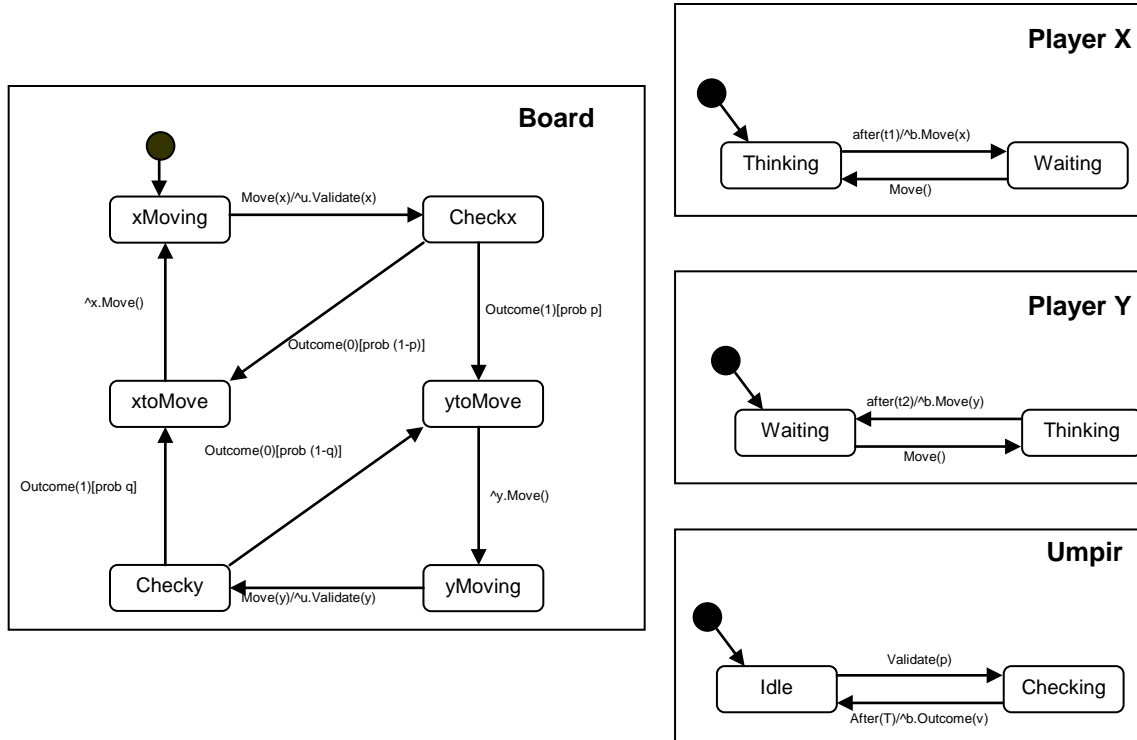 Board
xMoving
Move(x)/^u.Validate(x)
Checkx
^x.Move()
Outcome(1)[prob p]
Outcome(0)[prob (1-p)]
xtoMove
ytoMove
Outcome(0)[prob (1-q)]
Outcome(1)[prob q]
^y.Move()
Checky
Move(y)/^u.Validate(y)
yMoving
Player X
after(t1)/^b.Move(x)
Thinking
Waiting
Move()
Player Y
after(t2)/^b.Move(y)
Waiting
Thinking
Move()
Umpir
Validate(p)
Idle
Checking
After(T)/^b.Outcome(v)